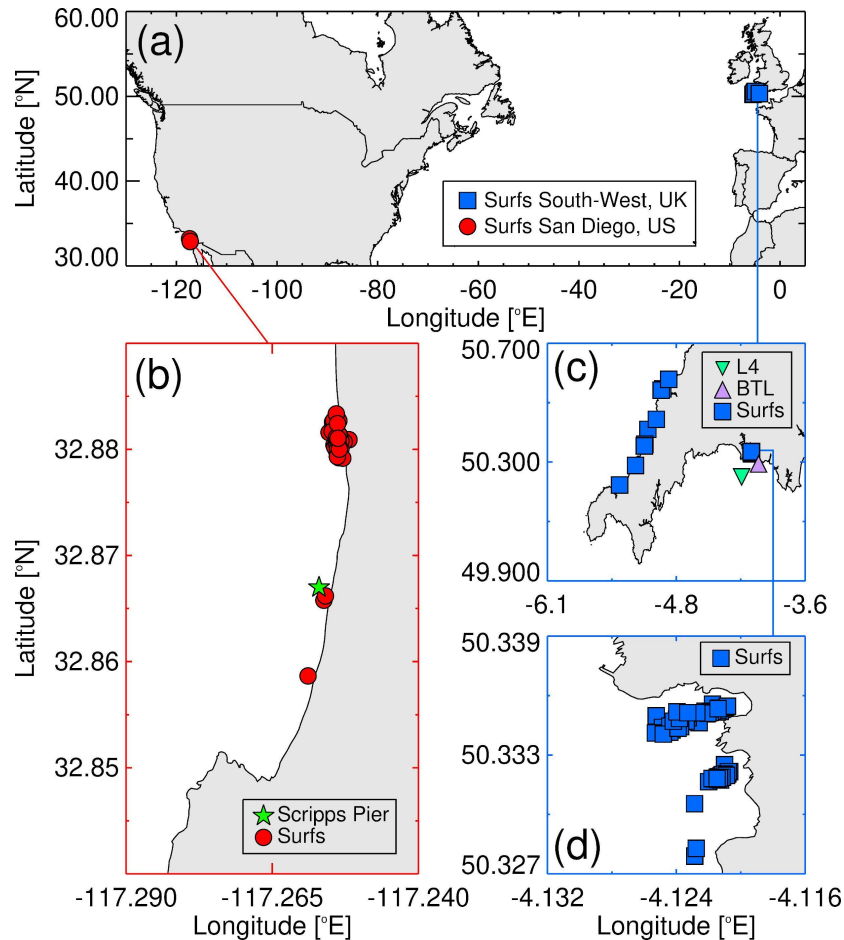 (a)
60.00
50.00
40.00
30.00
Latitude [°N]
Surfs South-West, UK
Surfs San Diego, US
-120
-100
-80
-60
-40
-20
0
Longitude [°E]
(b)
32.88
32.87
32.86
32.85
Latitude [°N]
Scripps Pier
Surfs
-117.290
-117.265
-117.240
Longitude [°E]
(c)
50.700
50.300
49.900
L4
BTL
Surfs
-6.1
-4.8
-3.6
50.339
50.333
50.327
Surfs
(d)
-4.132
-4.124
-4.116
Longitude [°E]